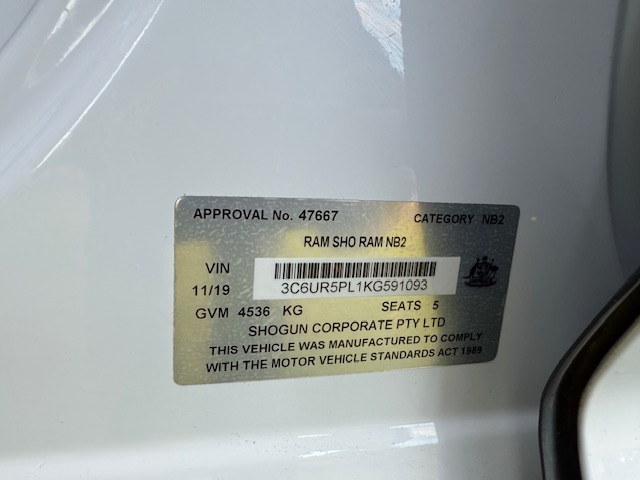 APPROVAL No. 47667 CATEGORY NB2
RAM SHO RAM NB2
VIN
11/19 3C6UR5PL1KG591093
GVM 4536 KG SEATS 5
SHOGUN CORPORATE PTY LTD
THIS VEHICLE WAS MANUFACTURED TO COMPLY
WITH THE MOTOR VEHICLE STANDARDS ACT 1989